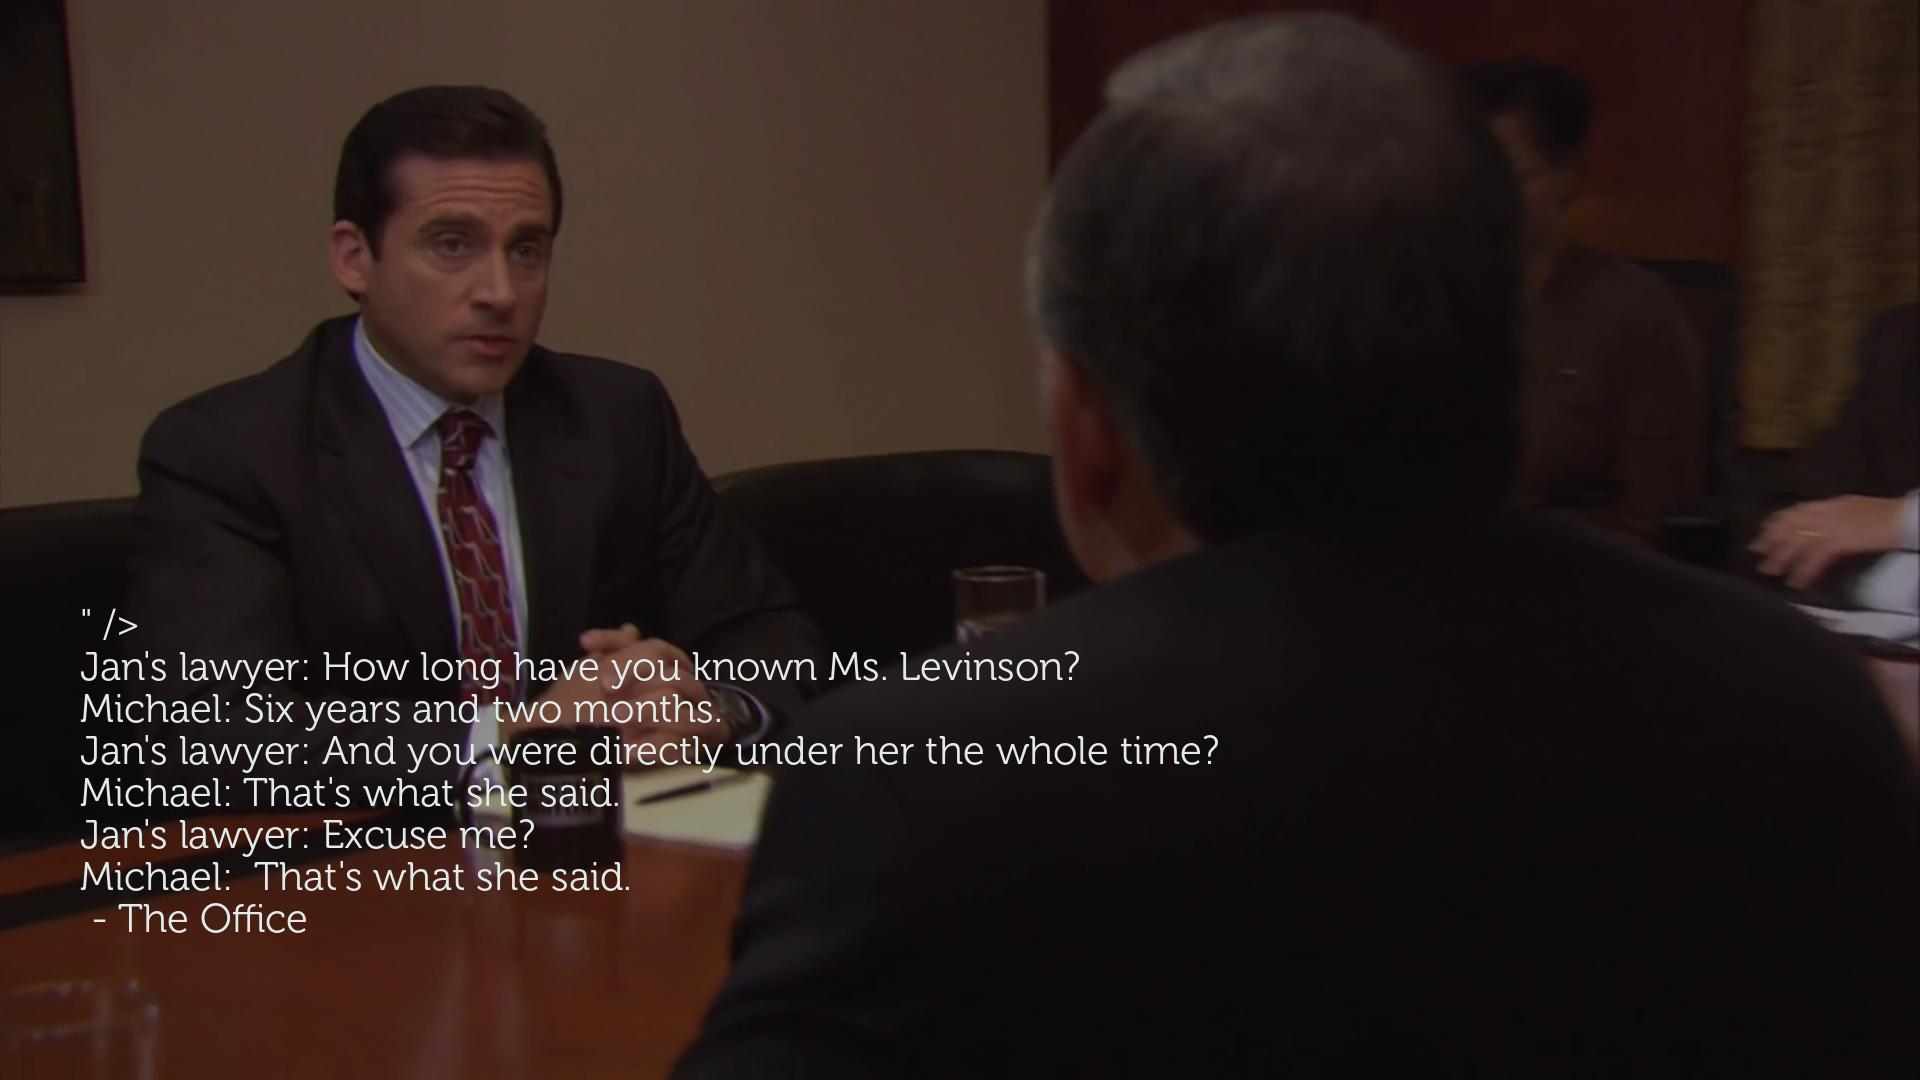 " />
Jan's lawyer: How long have you known Ms. Levinson?
Michael: Six years and two months.
Jan's lawyer: And you were directly under her the whole time?
Michael: That's what she said.
Jan's lawyer: Excuse me?
Michael:  That's what she said.
 - The Office